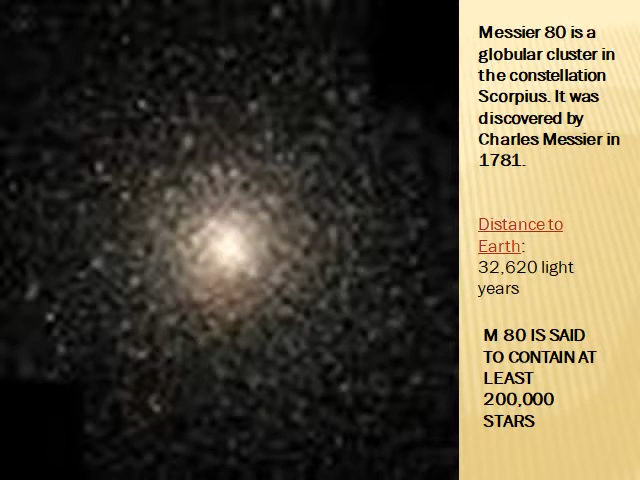 Messier 80 is a
globular cluster in
the constellation
Scorpius. It was
discovered by
Charles Messier in
1781.
Distance to
Earth:
32,620 light
years
M 80 IS SAID
TO CONTAIN AT
LEAST
200,000
STARS